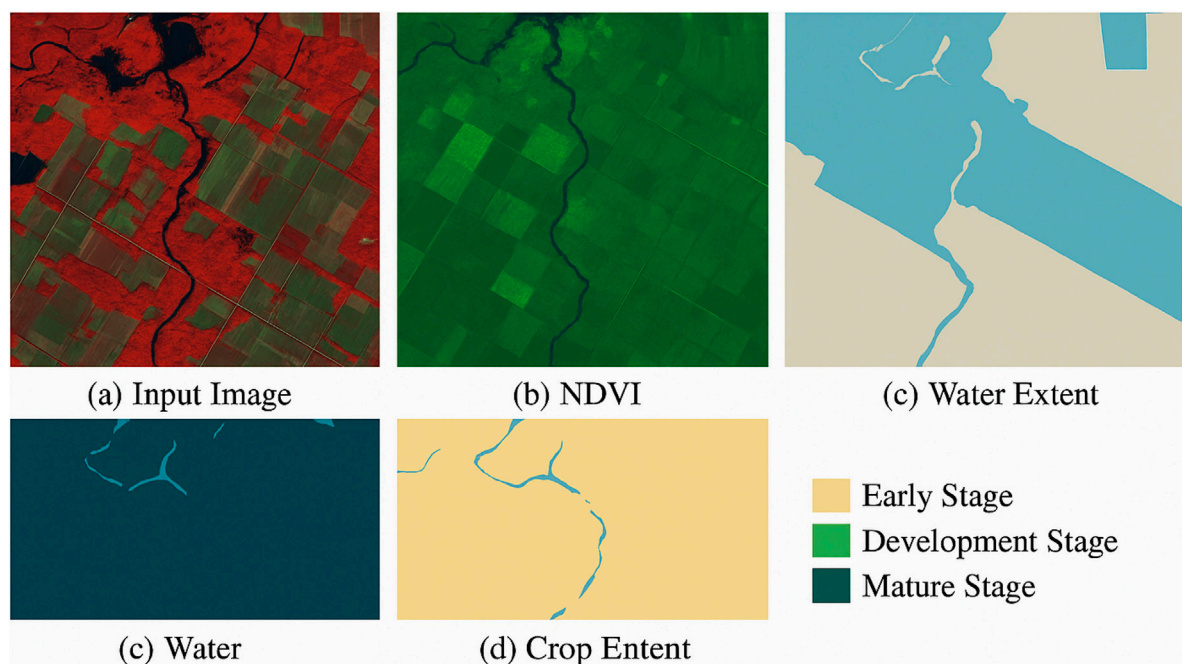 (a) Input Image
(b) NDVI
(c) Water Extent
Early Stage
Development Stage
Mature Stage
(c) Water
(d) Crop Entent